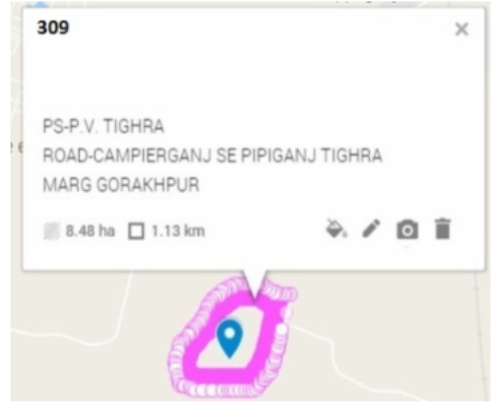 309
PS-P.V. TIGHRA
ROAD-CAMPIERGANJ SE PIPIGANJ TIGHRA
MARG GORAKHPUR
8.48 ha 1.13 km